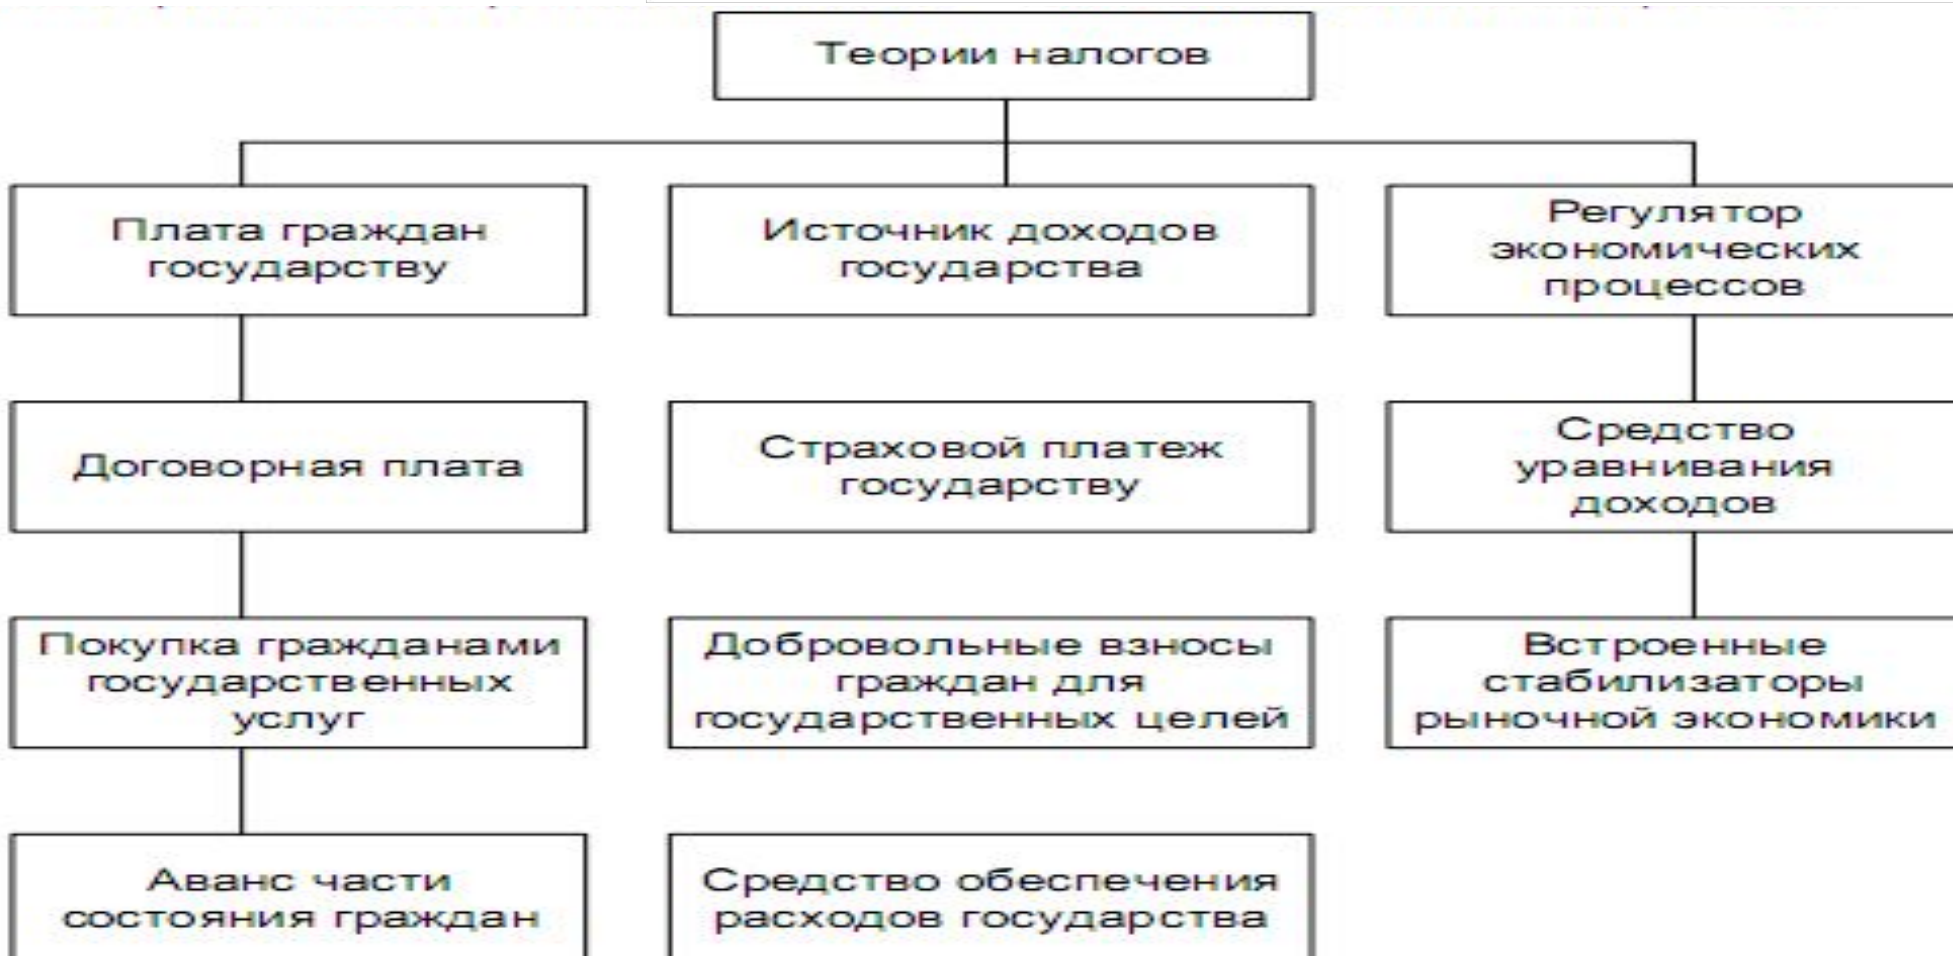 Теории налогов
Плата граждан
государству
Источник доходов
государства
Регулятор
экономических
процессов
Договорная плата
Страховой платеж
государству
Средство
уравнивания
доходов
Покупка гражданами
государственных
услуг
Добровольные взносы
граждан для
государственных целей
Встроенные
стабилизаторы
рыночной экономики
Аванс части
состояния граждан
Средство обеспечения
расходов государства